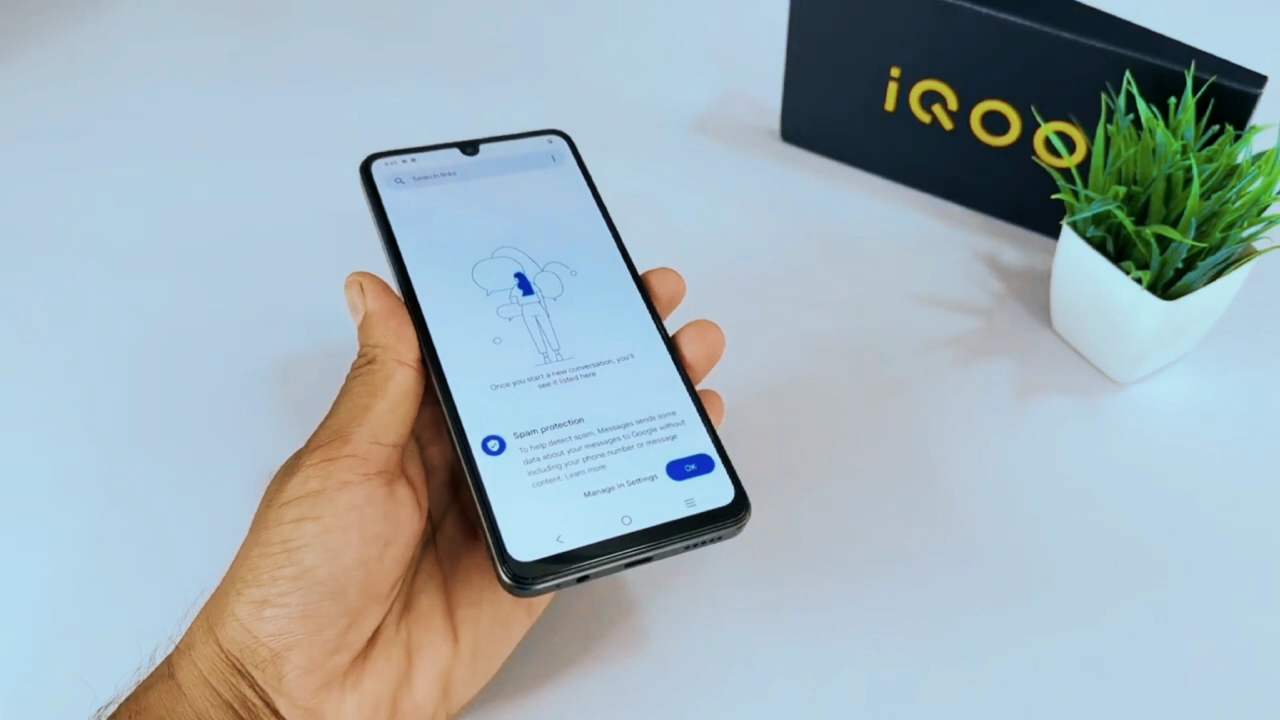 iQOO
Once you start a new conversation, you'll
see it listed here
Spam protection
To help detect spam, Messages sends some
data about your messages to Google without
including your phone number or message
content. Learn more
Manage in Settings
OK